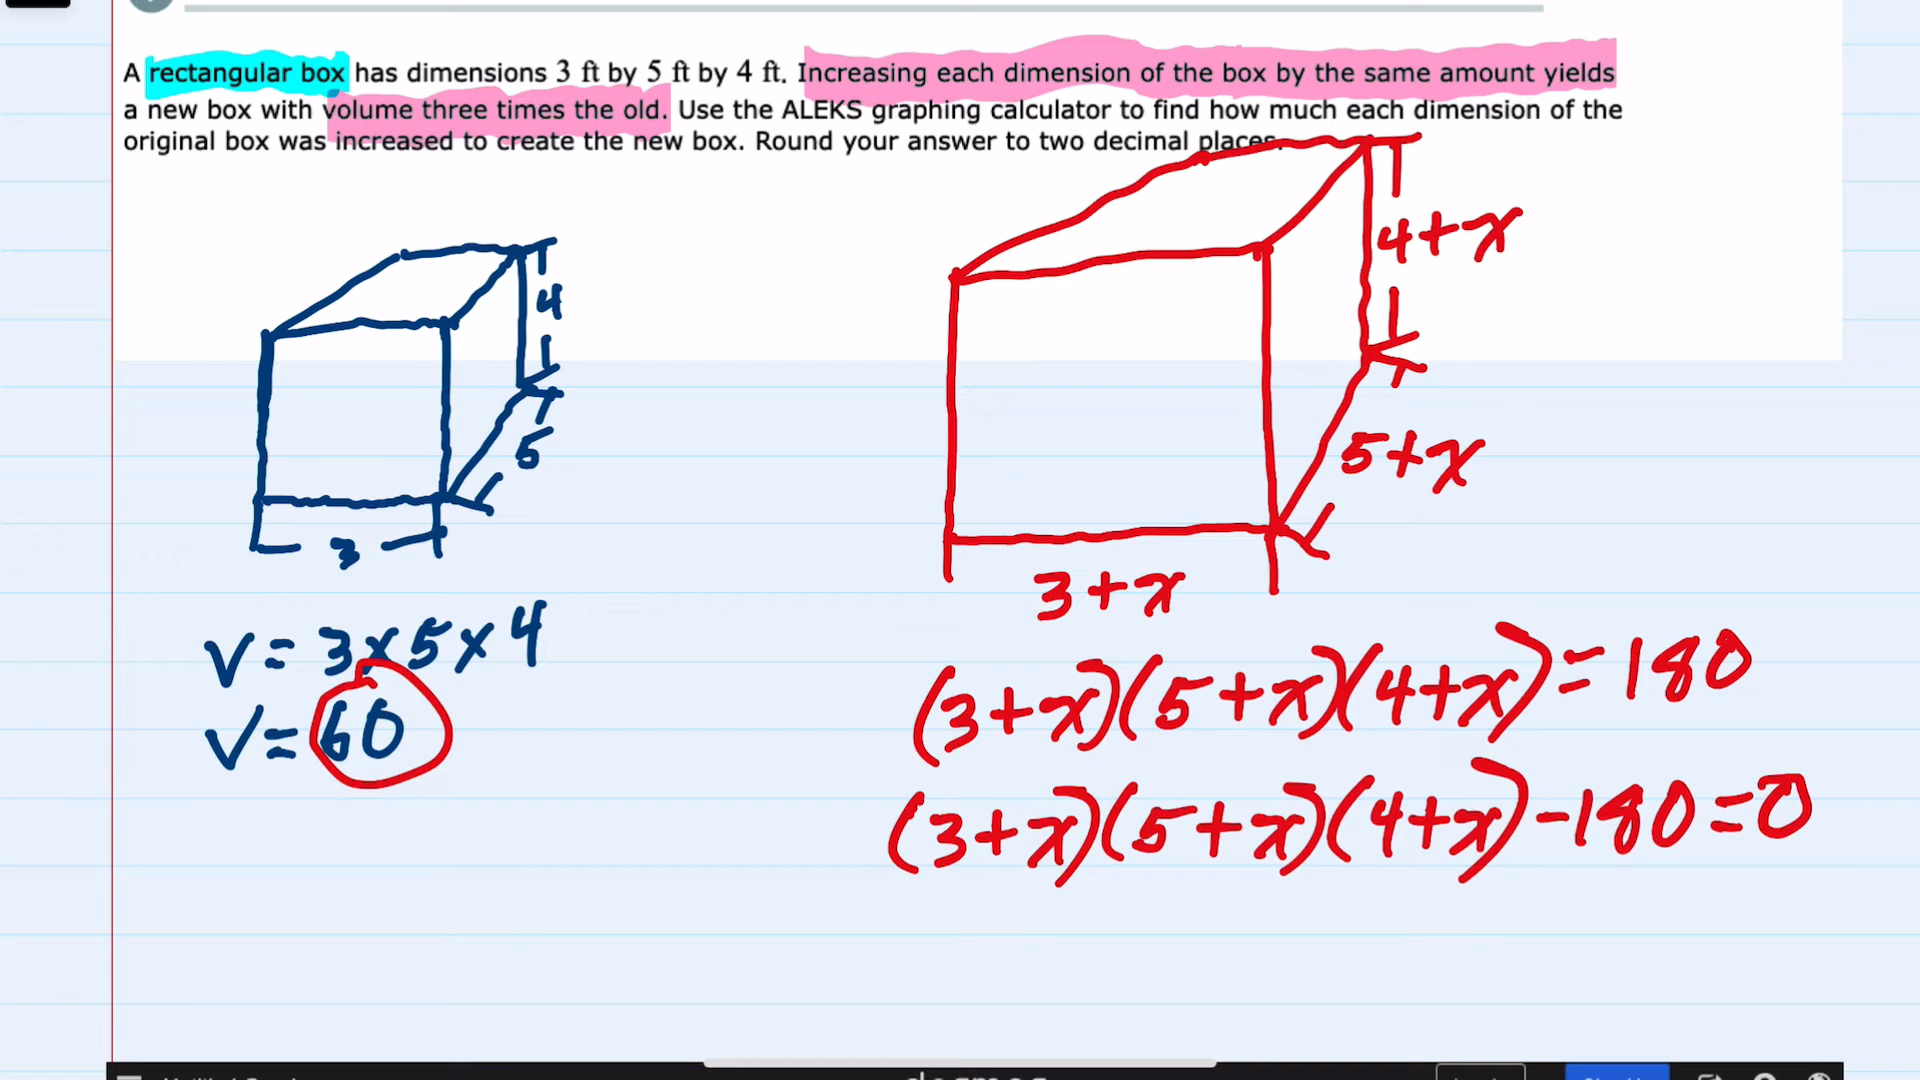 A rectangular box has dimensions 3 ft by 5 ft by 4 ft. Increasing each dimension of the box by the same amount yields
a new box with volume three times the old. Use the ALEKS graphing calculator to find how much each dimension of the
original box was increased to create the new box. Round your answer to two decimal places.
4
5
3
V = 3 x 5 x 4
V = 60
4 + x
5 + x
3 + x
(3 + x)(5 + x)(4 + x) = 180
(3 + x)(5 + x)(4 + x) - 180 = 0